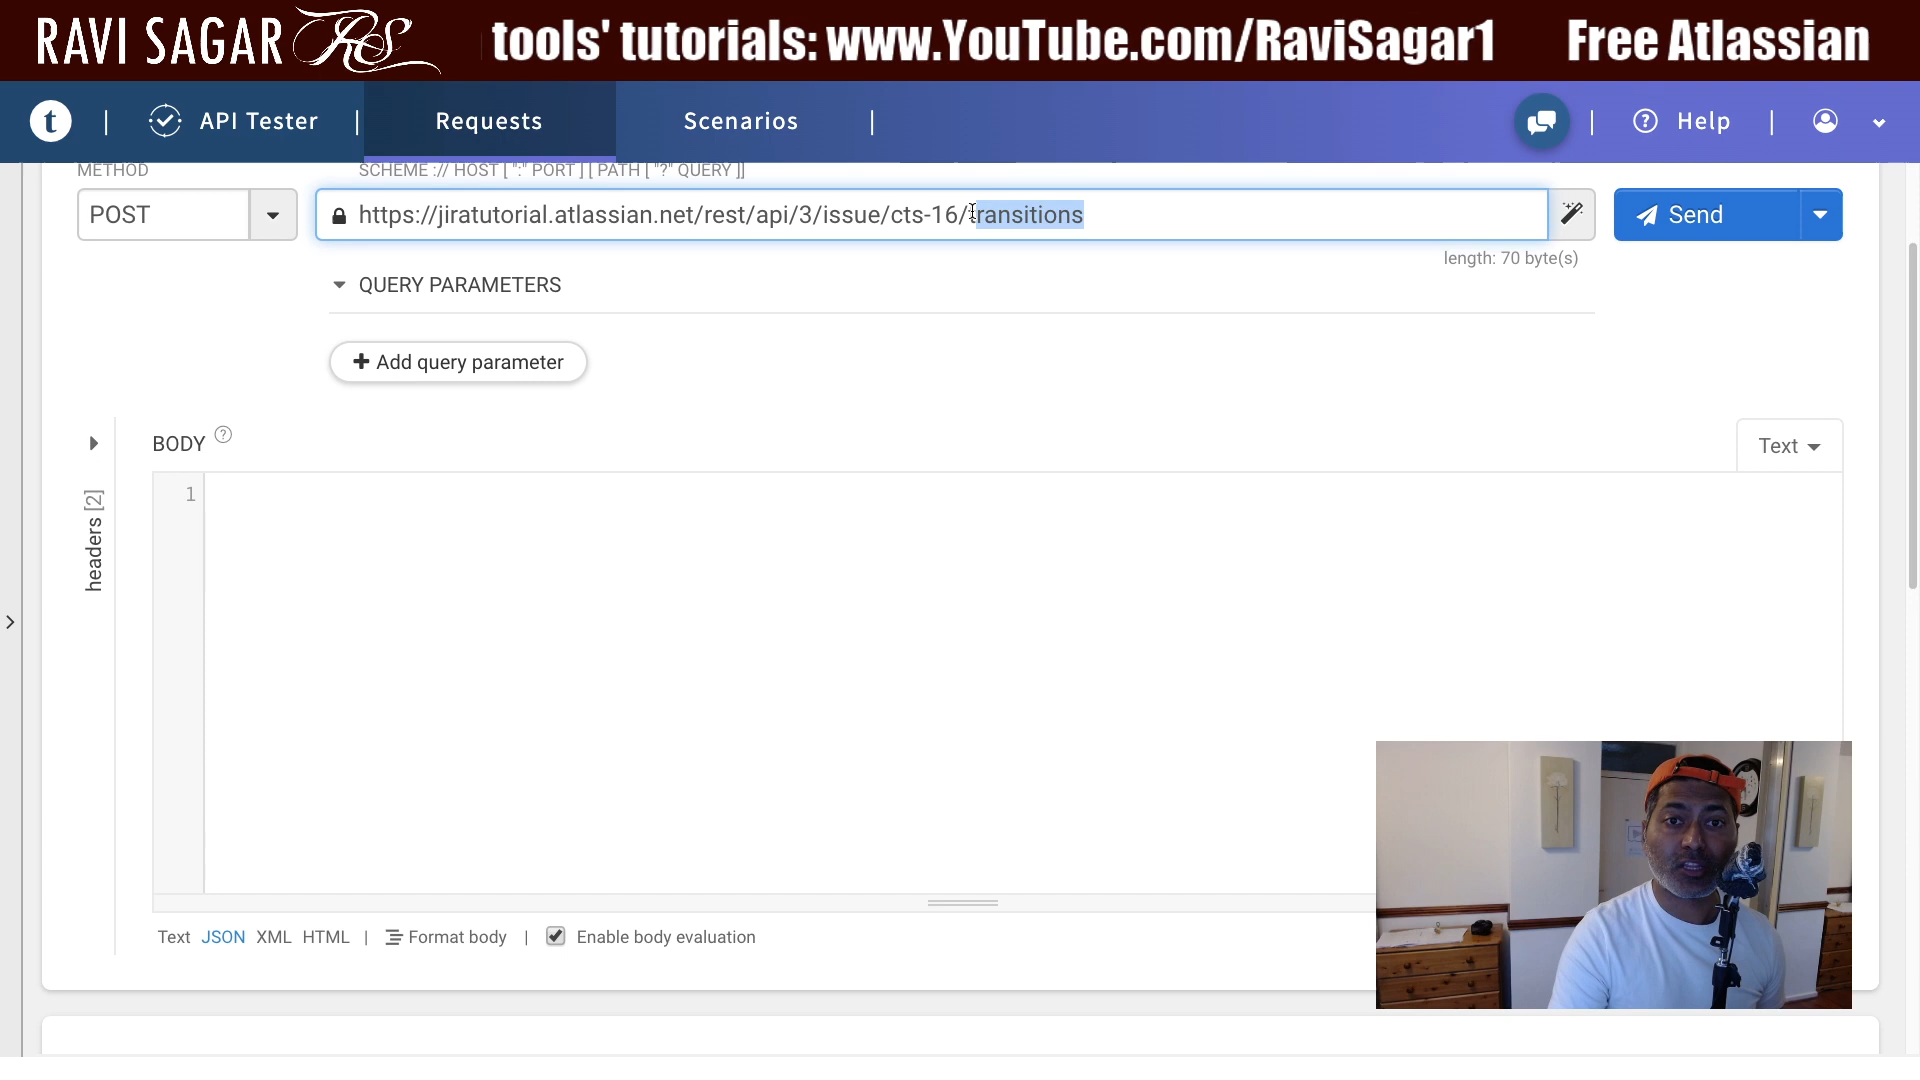 RAVI SAGAR RS tools' tutorials: www.YouTube.com/RaviSagar1 Free Atlassian
t | API Tester | Requests Scenarios | | Help |
METHOD SCHEME :// HOST [ ":" PORT ] [ PATH [ "?" QUERY ]]
POST https://jiratutorial.atlassian.net/rest/api/3/issue/cts-16/transitions Send
length: 70 byte(s)
QUERY PARAMETERS
+ Add query parameter
BODY ? Text
1
headers [2]
Text JSON XML HTML | Format body | Enable body evaluation